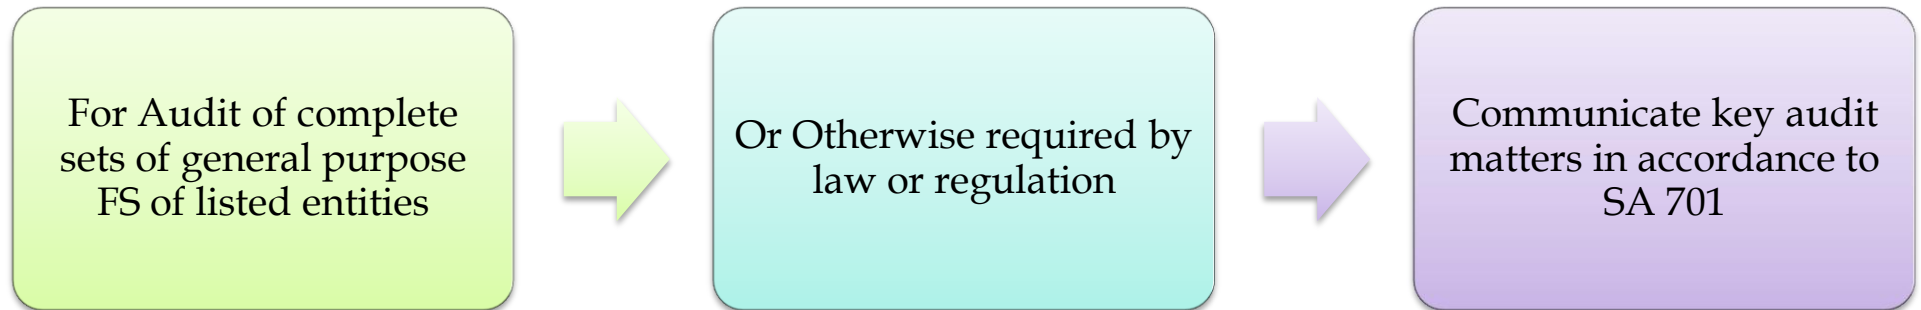 For Audit of complete
sets of general purpose
FS of listed entities
Or Otherwise required by
law or regulation
Communicate key audit
matters in accordance to
SA 701